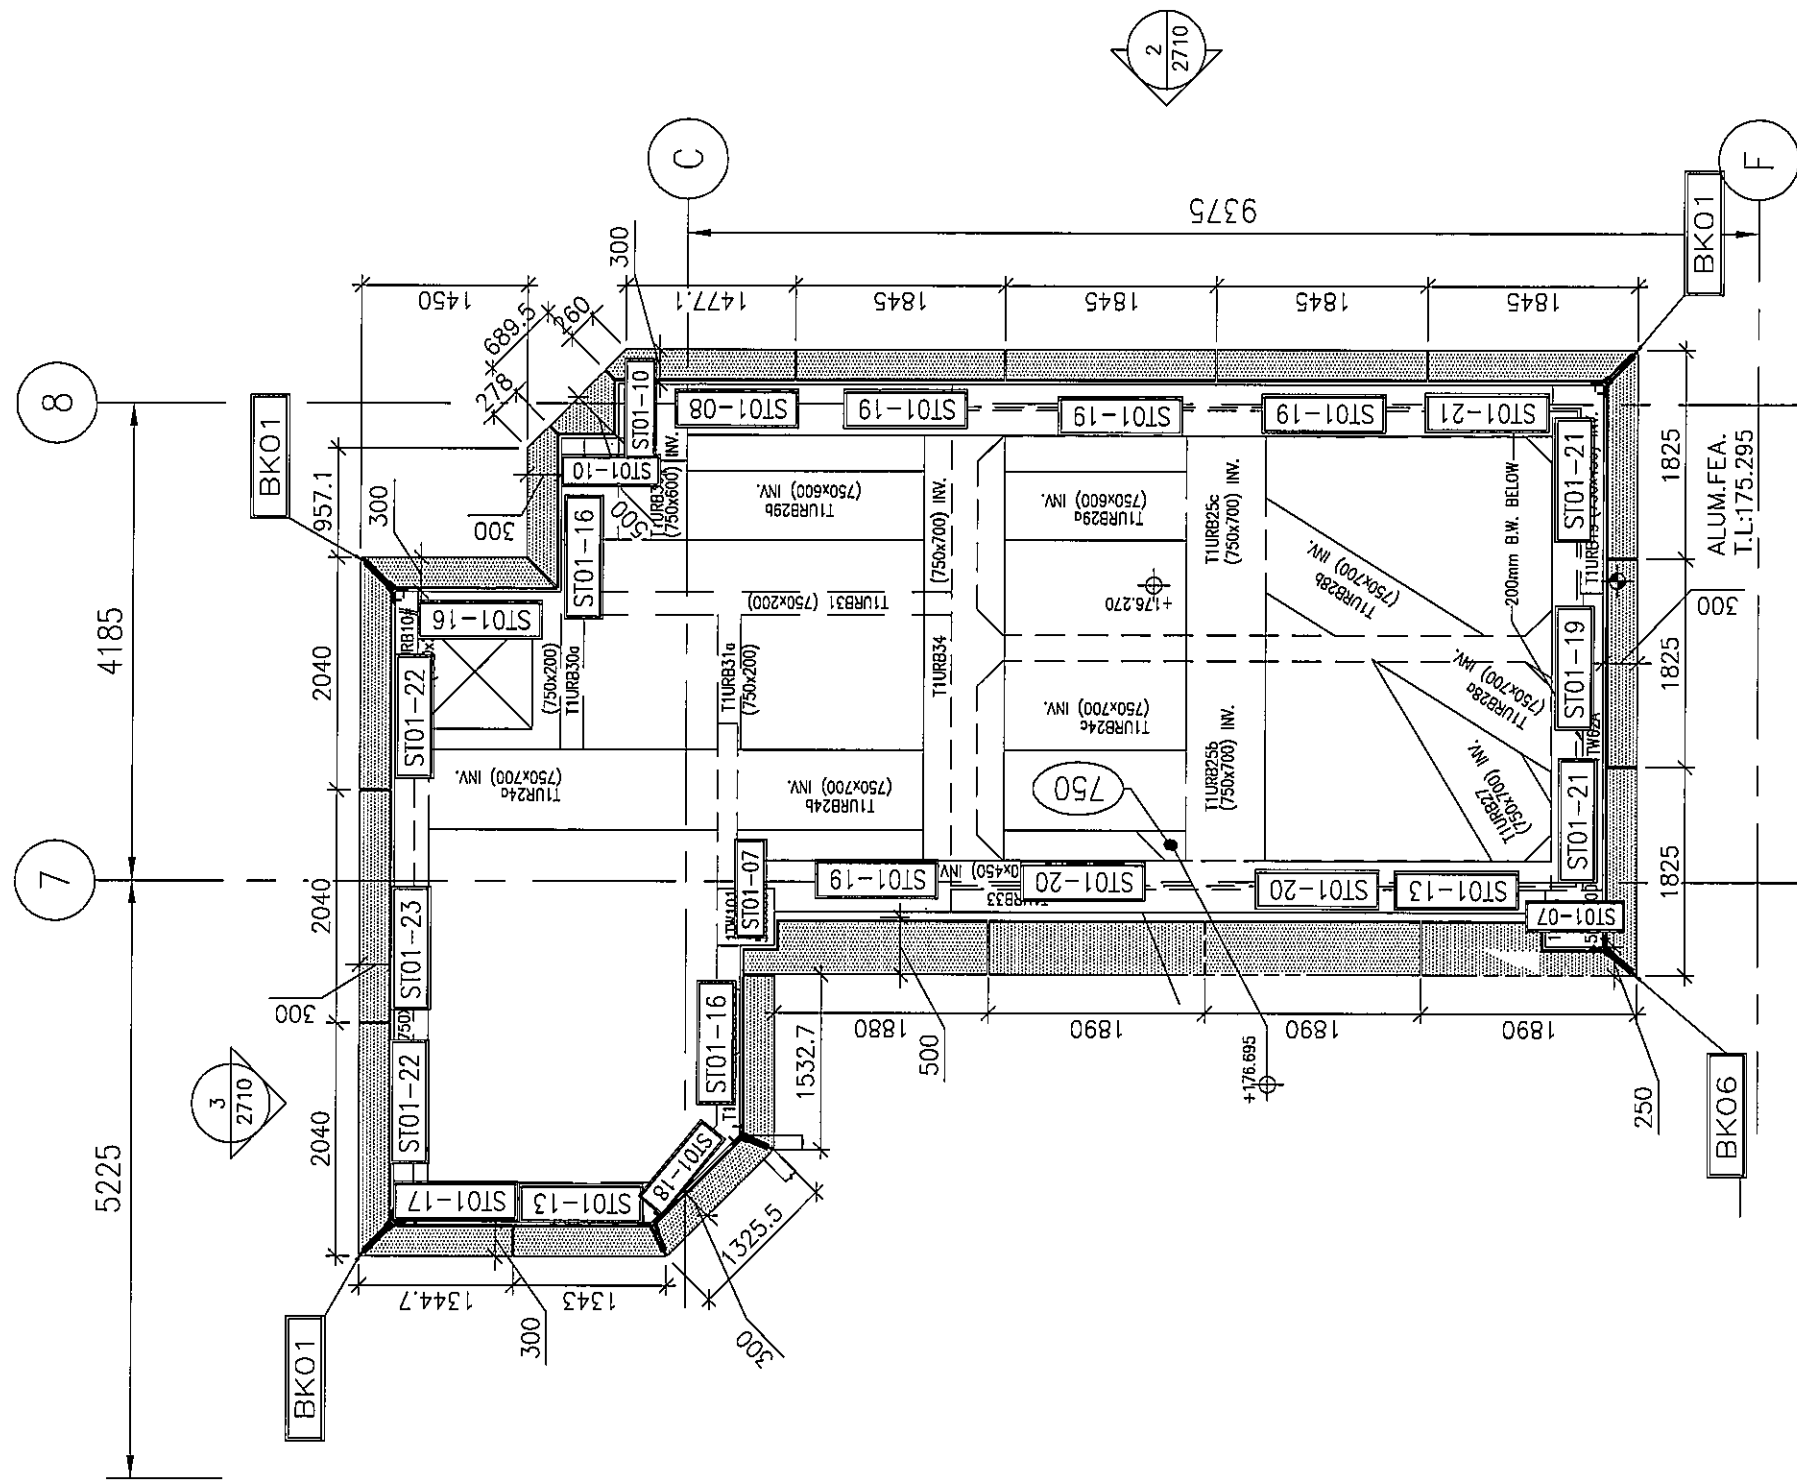 2
2710
C
F
9375
BK01
8
BK01
7
4185
5225
3
2710
BK01
BK06
1450
689.5
260
278
957.1
300
300
300
1477.1
1845
1845
1845
1845
2040
2040
2040
300
1344.7
1343
300
1325.5
300
1532.7
1880
1890
1890
1890
500
500
250
1825
1825
1825
300
ALUM.FEA.
T.L:175.295
ST01-10
ST01-10
ST01-08
ST01-19
ST01-19
ST01-19
ST01-21
ST01-21
ST01-19
ST01-21
ST01-07
ST01-13
ST01-20
ST01-20
ST01-19
ST01-07
ST01-16
ST01-18
ST01-13
ST01-17
ST01-22
ST01-23
ST01-22
ST01-16
ST01-16
(750x600) INV.
T1URB29b
(750x600) INV.
T1URB29a
(750x600) INV.
T1URB25c
(750x700) INV.
T1URB28b
(750x700) INV.
T1URB28a
(750x700) INV.
T1URB27
(750x700) INV.
T1URB25b
(750x700) INV.
T1URB24c
(750x700) INV.
T1URB24b
(750x700) INV.
T1UR24a
(750x700) INV.
T1URB34
(750x700) INV.
T1URB31
(750x200)
T1URB31a
(750x200)
T1URB30a
(750x200)
T1URB33
200mm B.W. BELOW
TW62A
750
+176.270
+176.695